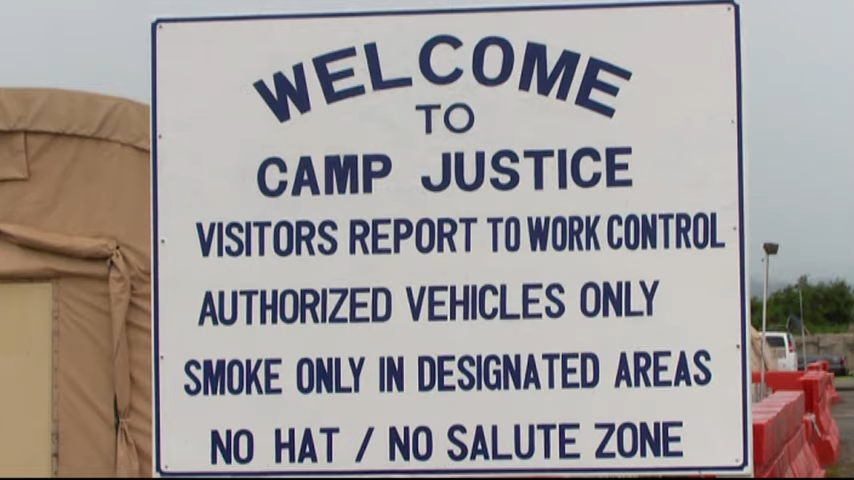 WELCOME
TO
CAMP JUSTICE
VISITORS REPORT TO WORK CONTROL
AUTHORIZED VEHICLES ONLY
SMOKE ONLY IN DESIGNATED AREAS
NO HAT / NO SALUTE ZONE